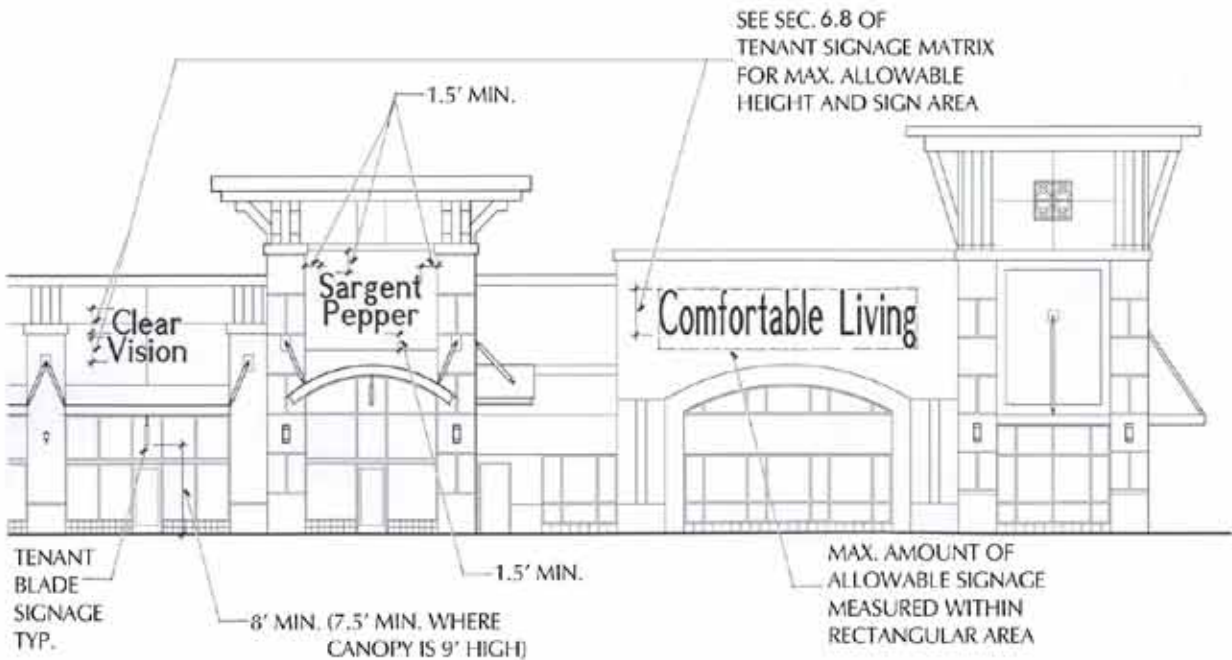 SEE SEC. 6.8 OF
TENANT SIGNAGE MATRIX
FOR MAX. ALLOWABLE
HEIGHT AND SIGN AREA
1.5' MIN.
Sargent
Pepper
Clear
Vision
Comfortable Living
TENANT
BLADE
SIGNAGE
TYP.
1.5' MIN.
8' MIN. (7.5' MIN. WHERE
CANOPY IS 9' HIGH)
MAX. AMOUNT OF
ALLOWABLE SIGNAGE
MEASURED WITHIN
RECTANGULAR AREA